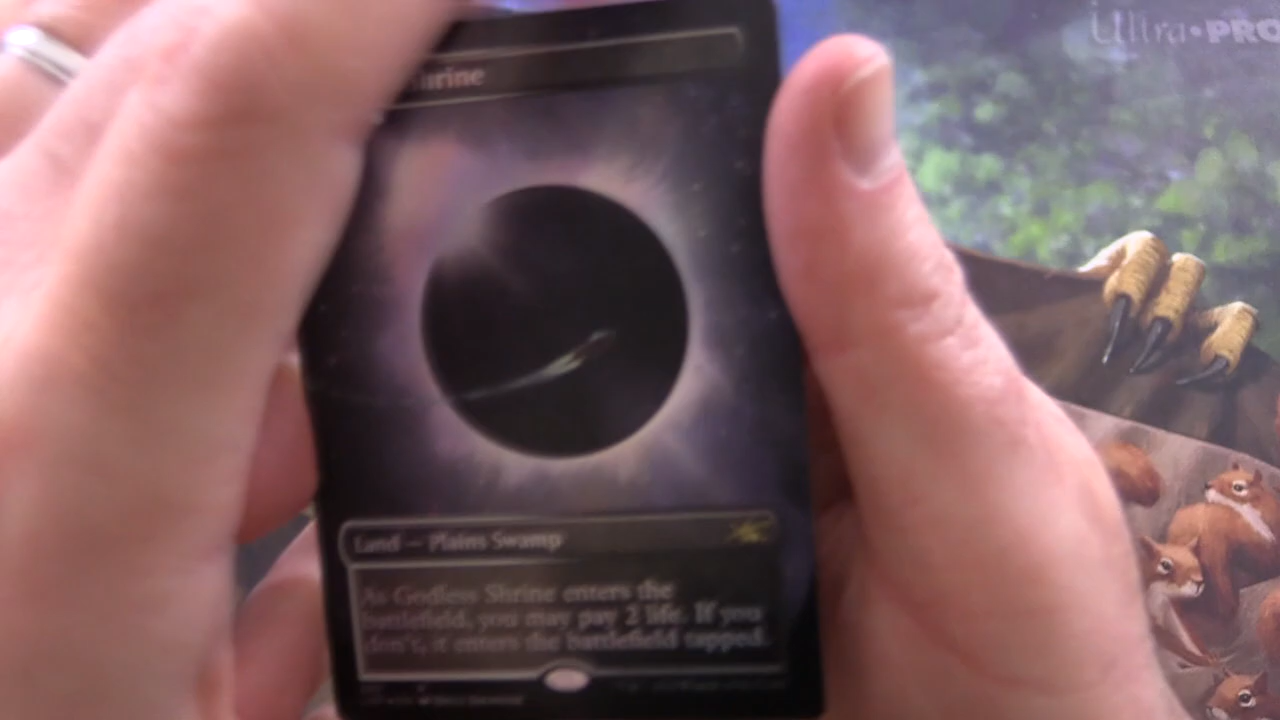 Ultra•PRO
Shrine
Land — Plains Swamp
As Godless Shrine enters the
battlefield, you may pay 2 life. If you
don't, it enters the battlefield tapped.